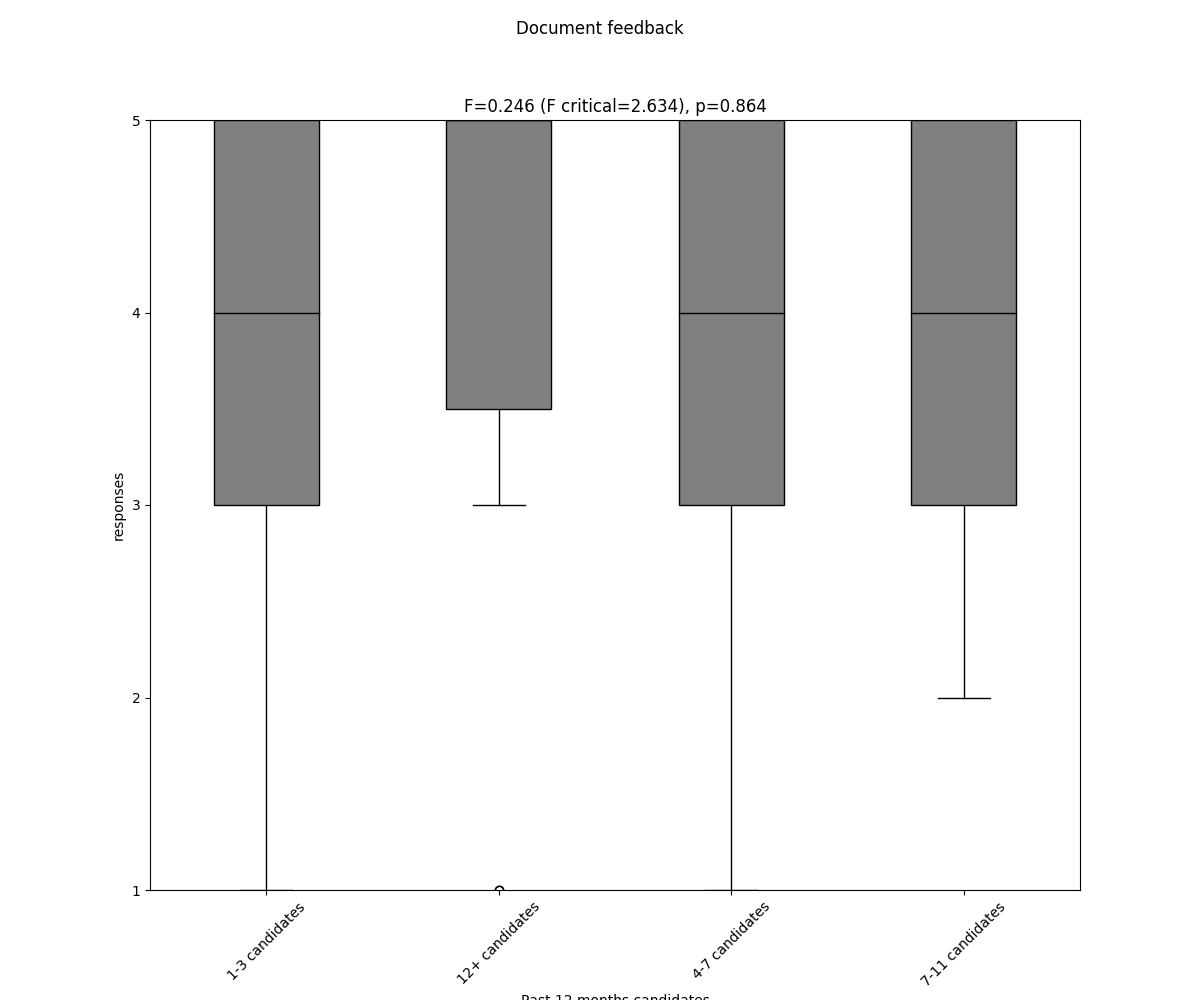 Document feedback
F=0.246 (F critical=2.634), p=0.864
5
4
3
2
1
responses
1-3 candidates
12+ candidates
4-7 candidates
7-11 candidates
Past 12 months candidates